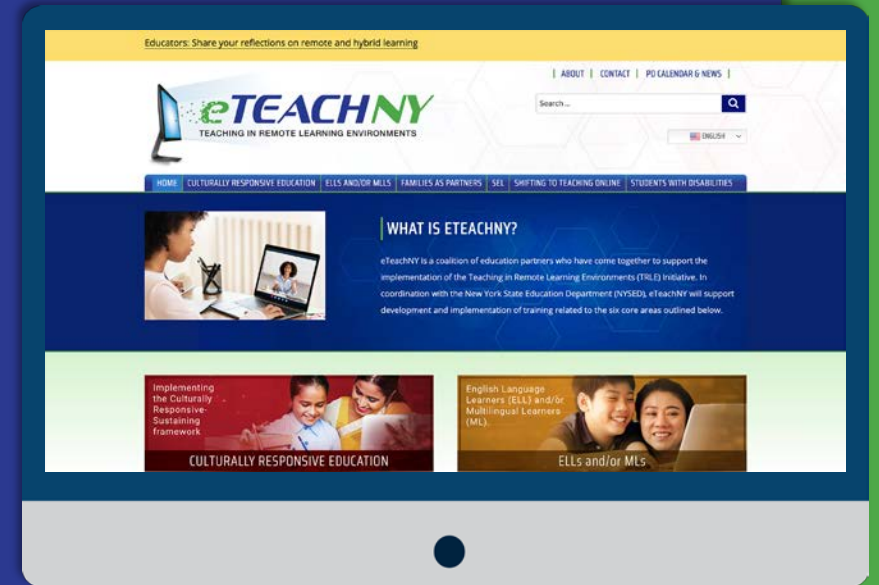 Educators: Share your reflections on remote and hybrid learning
ABOUT | CONTACT | PD CALENDAR & NEWS
eTEACHNY
TEACHING IN REMOTE LEARNING ENVIRONMENTS
Search ...
ENGLISH
HOME CULTURALLY RESPONSIVE EDUCATION ELLS AND/OR MLLS FAMILIES AS PARTNERS SEL SHIFTING TO TEACHING ONLINE STUDENTS WITH DISABILITIES
WHAT IS ETEACHNY?
eTeachNY is a coalition of education partners who have come together to support the
implementation of the Teaching in Remote Learning Environments (TRLE) Initiative. In
coordination with the New York State Education Department (NYSED), eTeachNY will support
development and implementation of training related to the six core areas outlined below.
Implementing
the Culturally
Responsive-
Sustaining
framework
CULTURALLY RESPONSIVE EDUCATION
English Language
Learners (ELL) and/or
Multilingual Learners
(ML).
ELLs and/or MLs